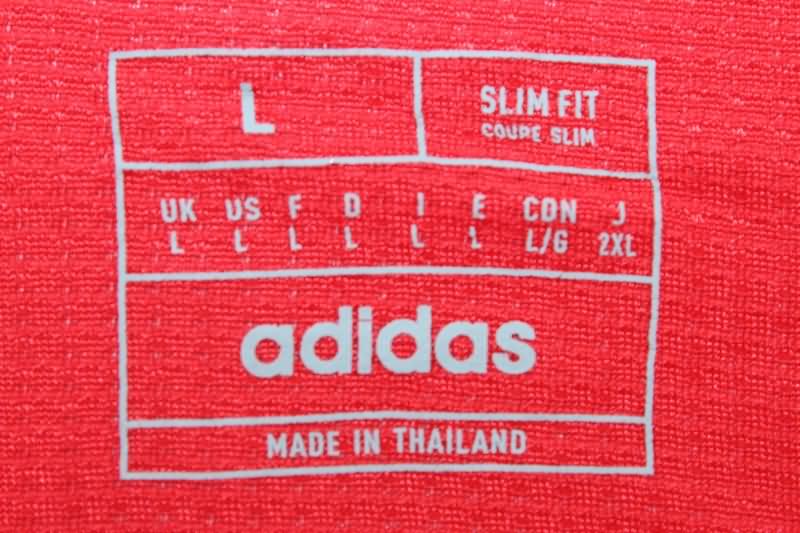 L
SLIM FIT
COUPE SLIM
UK US F D I E CDN J
L L L L L L L/G 2XL
adidas
MADE IN THAILAND